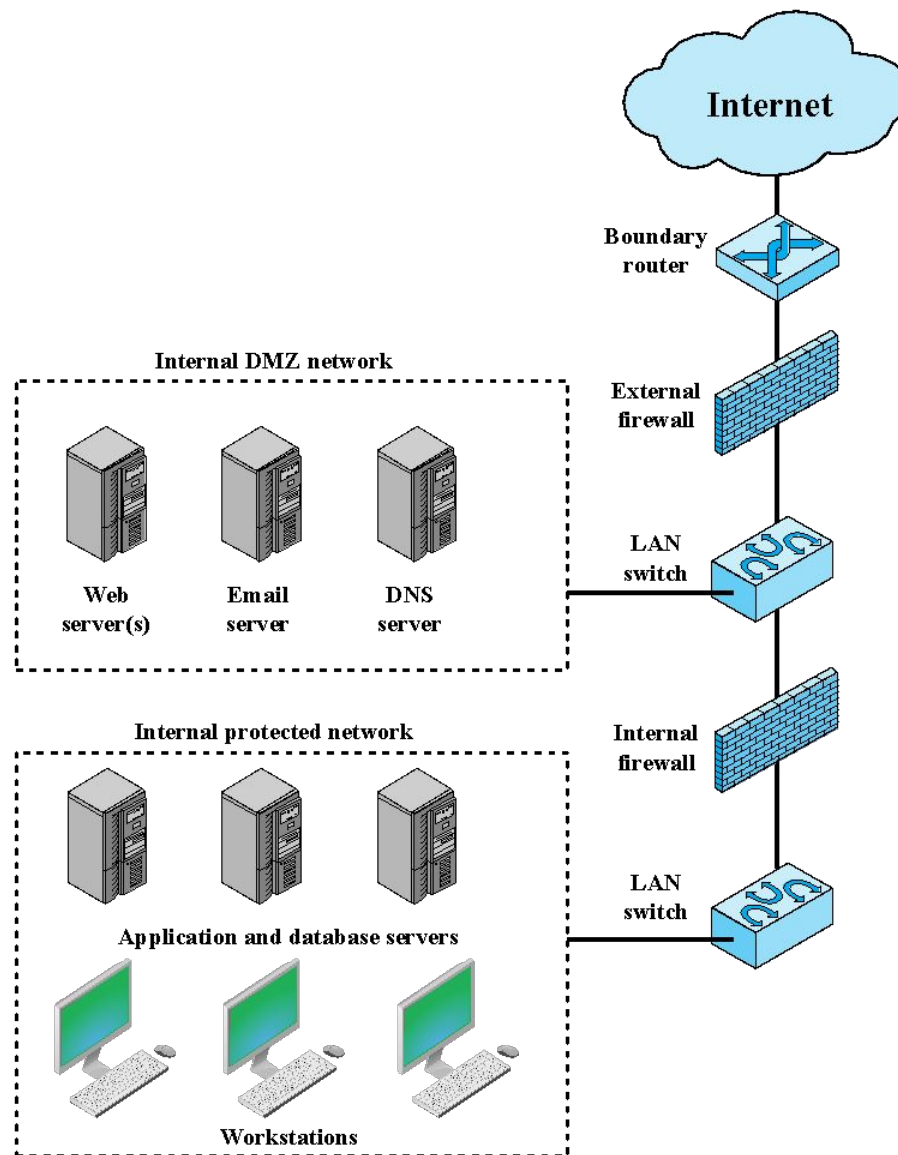 Internet
Boundary
router
Internal DMZ network
External
firewall
LAN
switch
Web
server(s)
Email
server
DNS
server
Internal protected network
Internal
firewall
LAN
switch
Application and database servers
Workstations